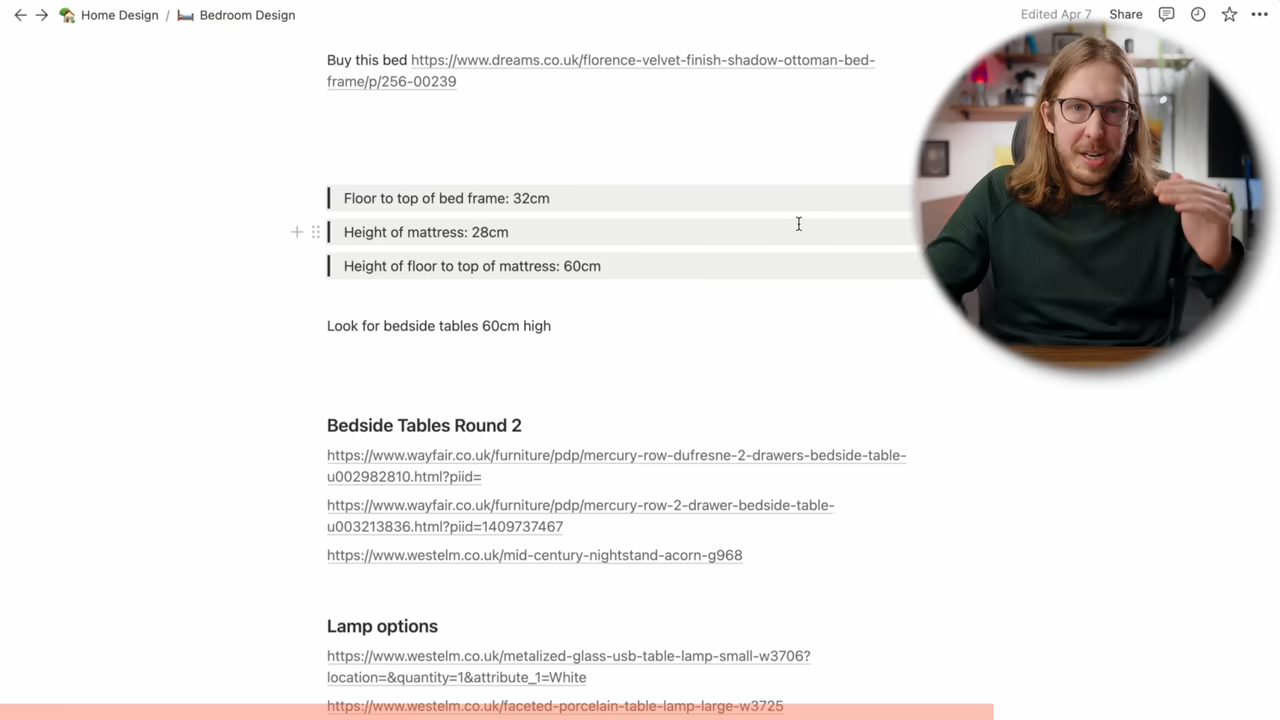 Home Design / Bedroom Design
Edited Apr 7 Share
Buy this bed https://www.dreams.co.uk/florence-velvet-finish-shadow-ottoman-bed-
frame/p/256-00239
Floor to top of bed frame: 32cm
Height of mattress: 28cm
Height of floor to top of mattress: 60cm
Look for bedside tables 60cm high
Bedside Tables Round 2
https://www.wayfair.co.uk/furniture/pdp/mercury-row-dufresne-2-drawers-bedside-table-
u002982810.html?piid=
https://www.wayfair.co.uk/furniture/pdp/mercury-row-2-drawer-bedside-table-
u003213836.html?piid=1409737467
https://www.westelm.co.uk/mid-century-nightstand-acorn-g968
Lamp options
https://www.westelm.co.uk/metalized-glass-usb-table-lamp-small-w3706?
location=&quantity=1&attribute_1=White
https://www.westelm.co.uk/faceted-porcelain-table-lamp-large-w3725